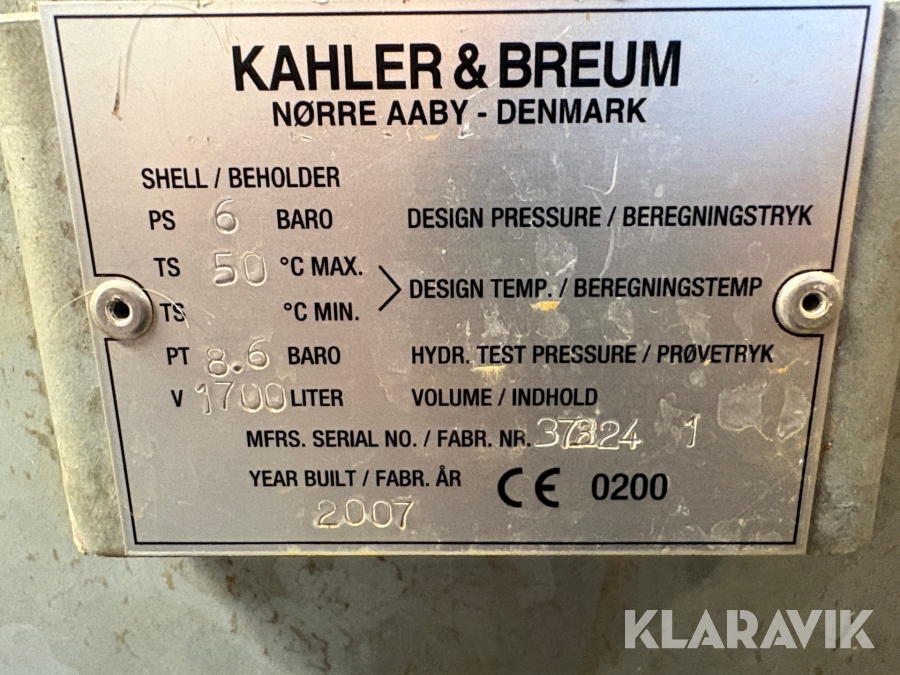 KAHLER & BREUM
NØRRE AABY - DENMARK
SHELL / BEHOLDER
PS 6 BARO DESIGN PRESSURE / BEREGNINGSTRYK
TS 50 °C MAX.
DESIGN TEMP. / BEREGNINGSTEMP
TS °C MIN.
PT 8.6 BARO HYDR. TEST PRESSURE / PRØVETRYK
V 1700 LITER VOLUME / INDHOLD
MFRS. SERIAL NO. / FABR. NR. 1
YEAR BUILT / FABR. ÅR CE 0200
2007
KLARAVIK